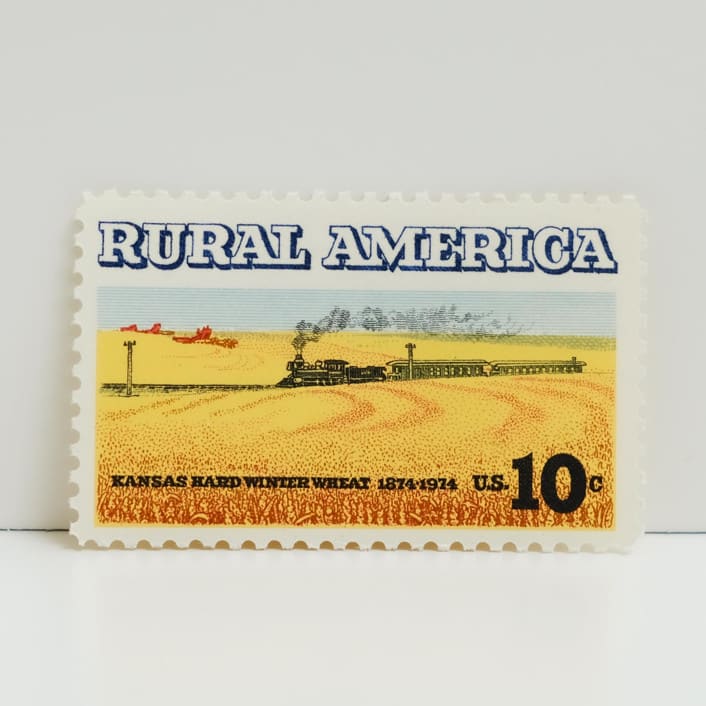 RURAL AMERICA
KANSAS HARD WINTER WHEAT 1874·1974 U.S. 10c